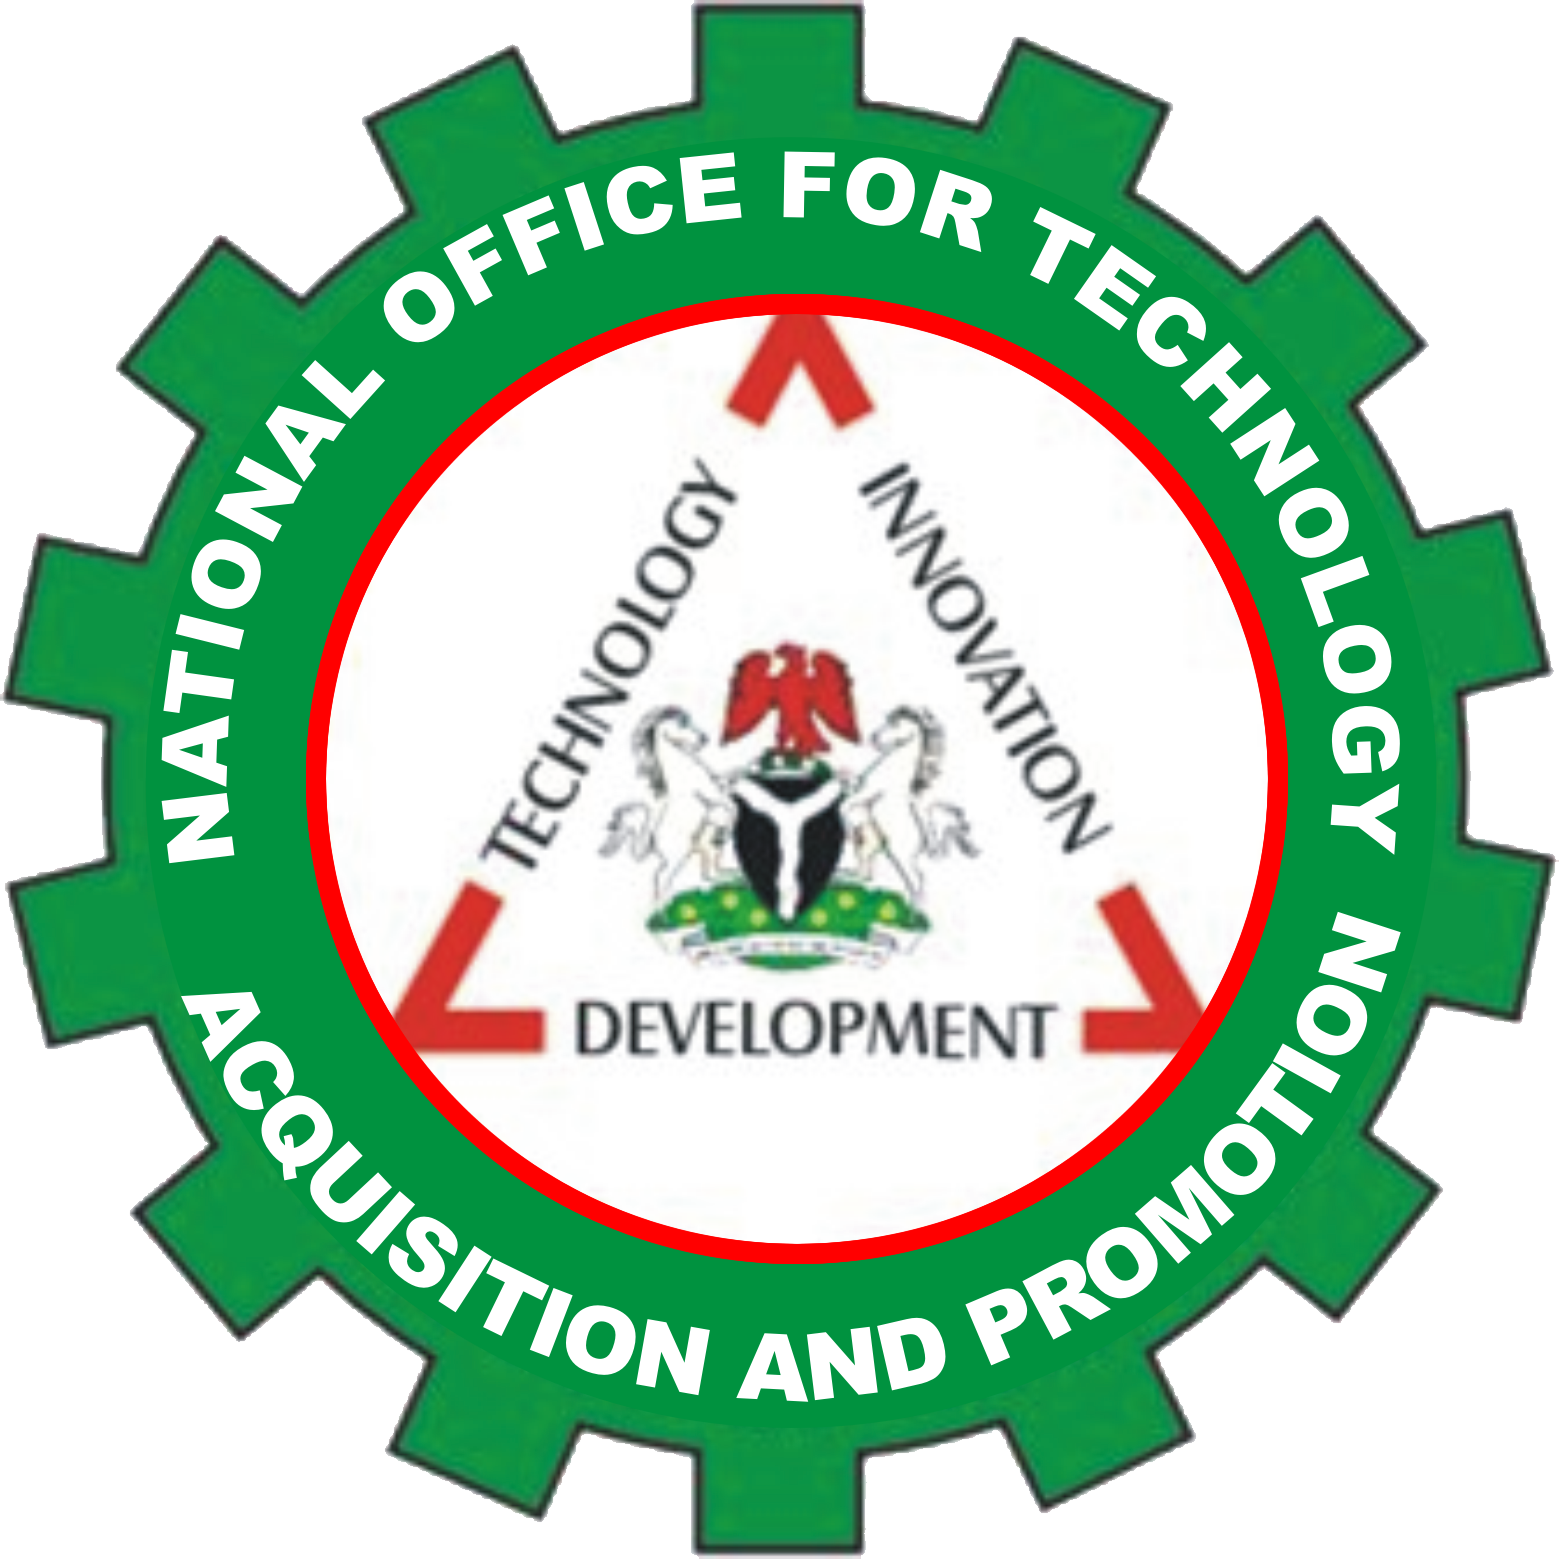 NATIONAL OFFICE FOR TECHNOLOGY
ACQUISITION AND PROMOTION
TECHNOLOGY
INNOVATION
DEVELOPMENT